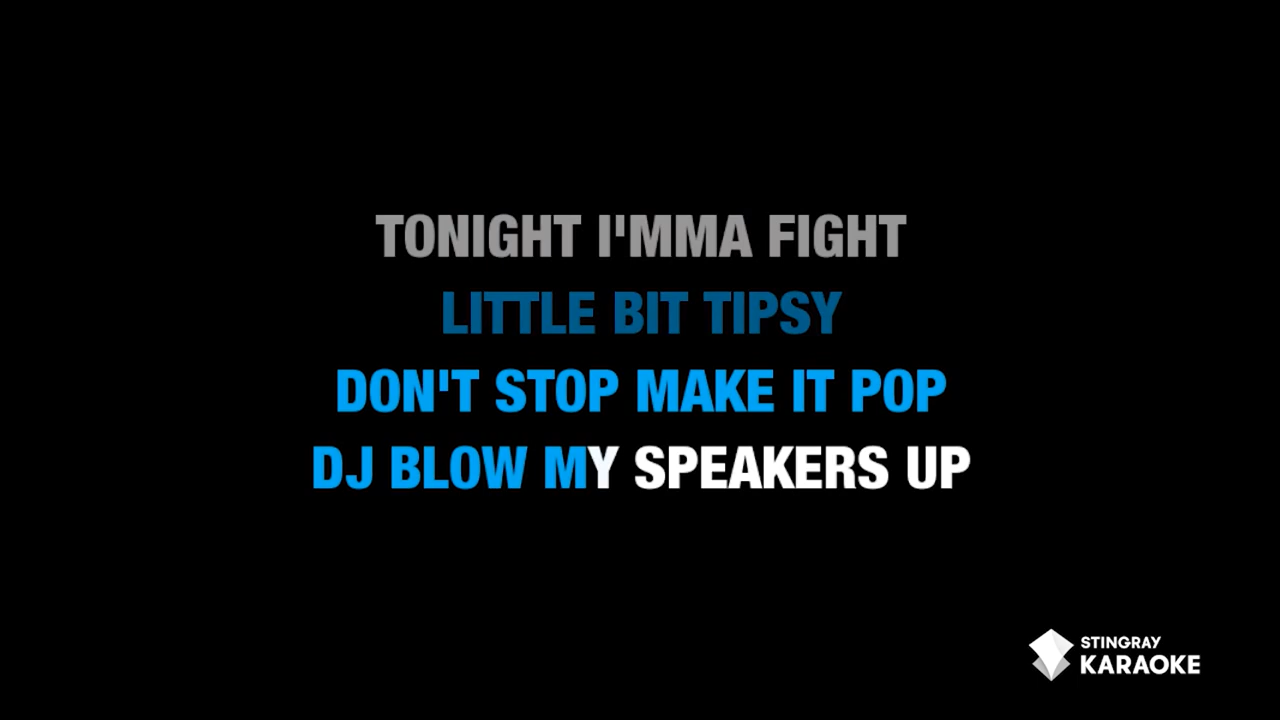 TONIGHT I'MMA FIGHT
LITTLE BIT TIPSY
DON'T STOP MAKE IT POP
DJ BLOW MY SPEAKERS UP
STINGRAY
KARAOKE